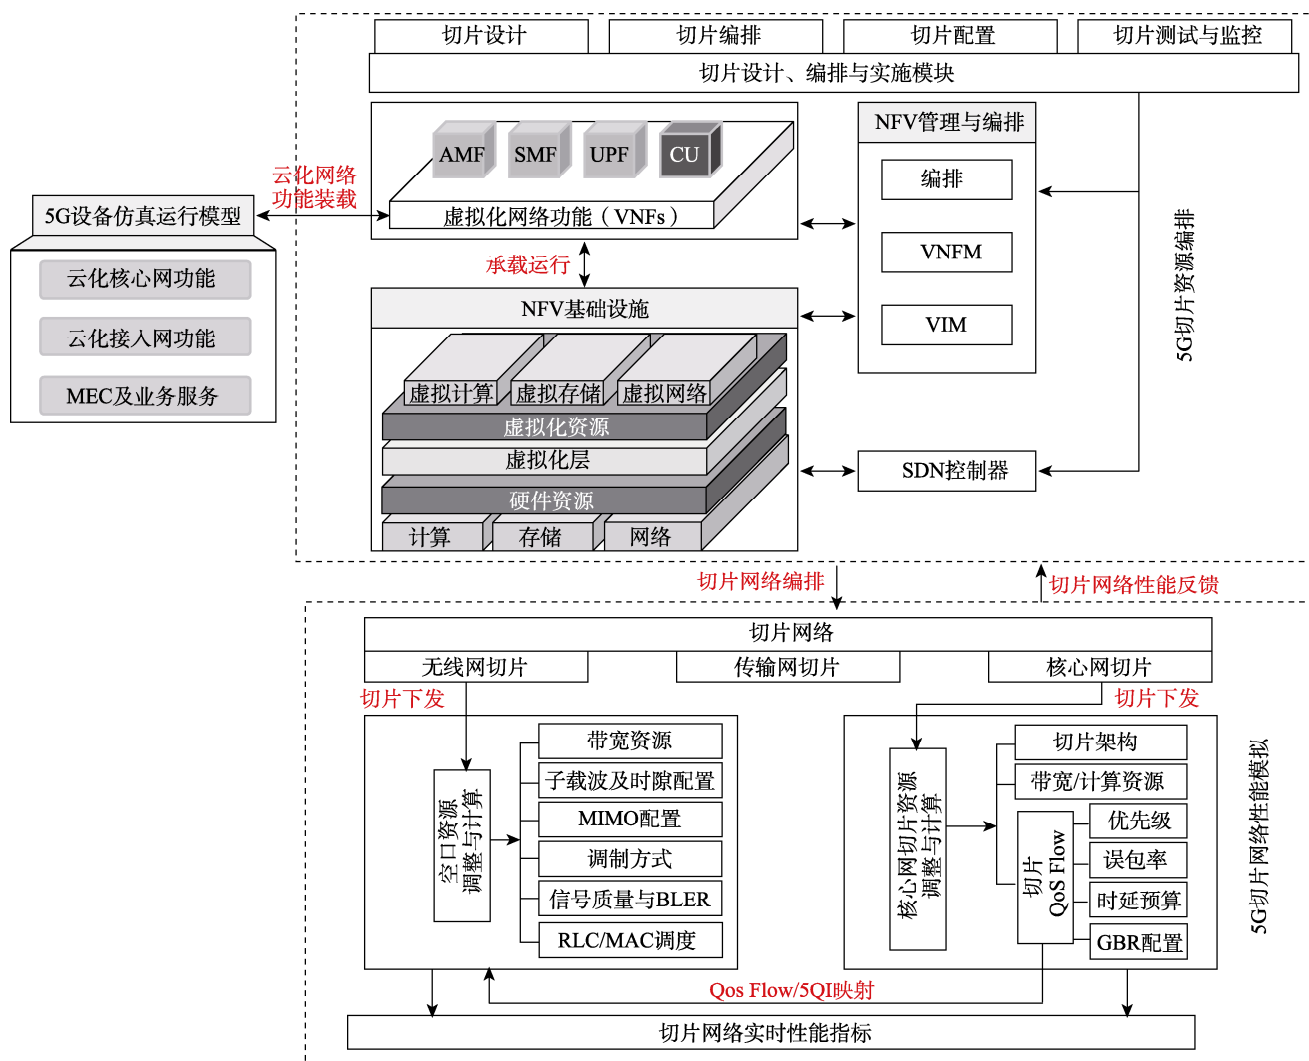 切片设计
切片编排
切片配置
切片测试与监控
切片设计、编排与实施模块
AMF
SMF
UPF
CU
虚拟化网络功能（VNFs）
NFV管理与编排
编排
VNFM
VIM
SDN控制器
云化网络
功能装载
5G设备仿真运行模型
云化核心网功能
云化接入网功能
MEC及业务服务
承载运行
NFV基础设施
虚拟计算
虚拟存储
虚拟网络
虚拟化资源
虚拟化层
硬件资源
计算
存储
网络
5G切片资源编排
切片网络编排
切片网络性能反馈
切片网络
无线网切片
传输网切片
核心网切片
切片下发
切片下发
空口资源
调整与计算
带宽资源
子载波及时隙配置
MIMO配置
调制方式
信号质量与BLER
RLC/MAC调度
核心网切片资源
调整与计算
切片架构
带宽/计算资源
切片
QoS Flow
优先级
误包率
时延预算
GBR配置
5G切片网络性能模拟
Qos Flow/5QI映射
切片网络实时性能指标